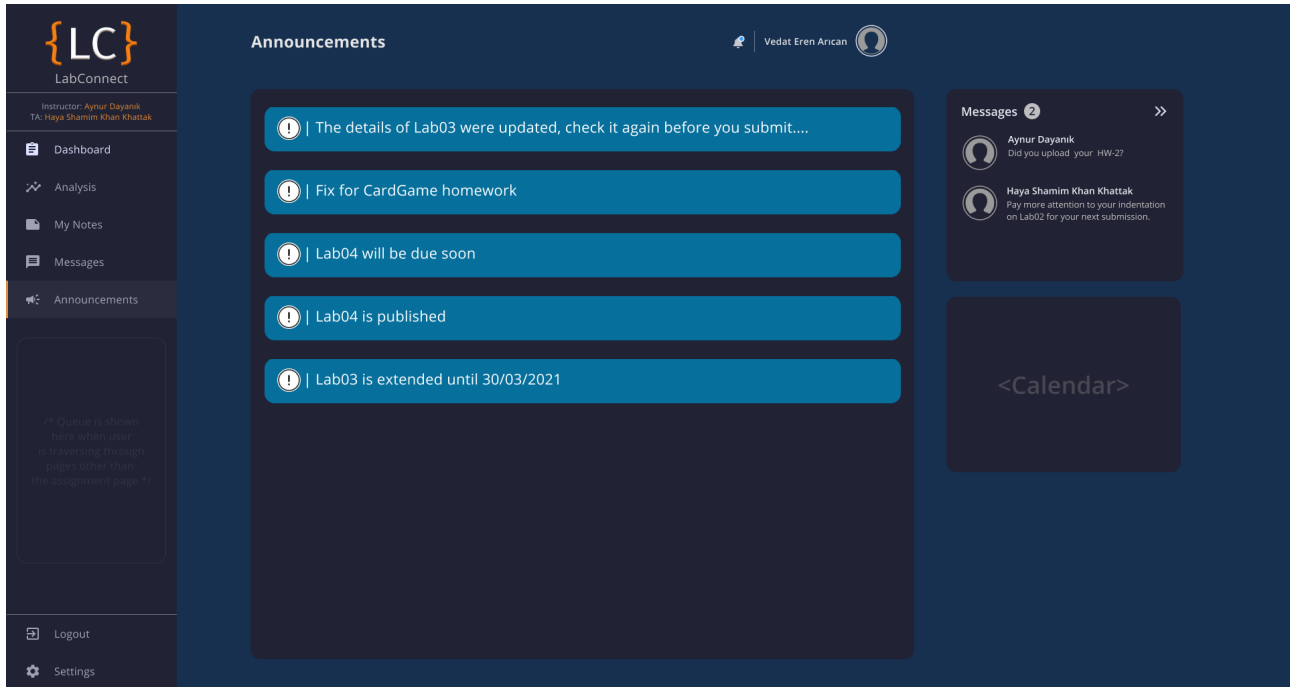 {LC}
LabConnect
Instructor: Aynur Dayanık
TA: Haya Shamim Khan Khattak
Dashboard
Analysis
My Notes
Messages
Announcements
/* Queue is shown
here when user
is traversing through
pages other than
the assignment page */
Logout
Settings
Announcements
Vedat Eren Arıcan
! | The details of Lab03 were updated, check it again before you submit....
! | Fix for CardGame homework
! | Lab04 will be due soon
! | Lab04 is published
! | Lab03 is extended until 30/03/2021
Messages 2 >>
Aynur Dayanık
Did you upload your HW-2?
Haya Shamim Khan Khattak
Pay more attention to your indentation
on Lab02 for your next submission.
<Calendar>